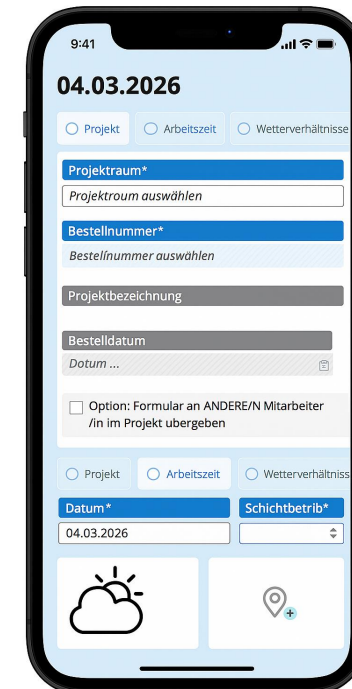 9:41
04.03.2026
Projekt Arbeitszeit Wetterverhältnisse
Projektraum*
Projektroum auswählen
Bestellnummer*
Bestelínummer auswählen
Projektbezeichnung
Bestelldatum
Dotum ...
Option: Formular an ANDERE/N Mitarbeiter
/in im Projekt ubergeben
Projekt Arbeitszeit Wetterverhältniss
Datum* Schichtbetrib*
04.03.2026